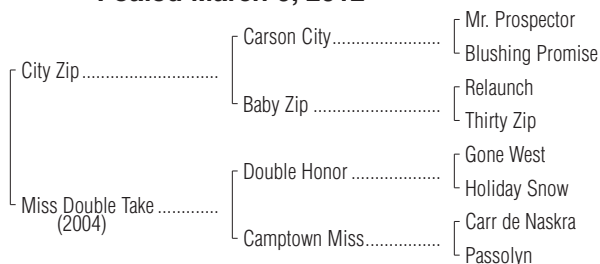 Foaled March 2012
Mr. Prospector
Carson City
Blushing Promise
City Zip
Relaunch
Baby Zip
Thirty Zip
Gone West
Double Honor
Holiday Snow
Miss Double Take
(2004)
Carr de Naskra
Camptown Miss
Passolyn